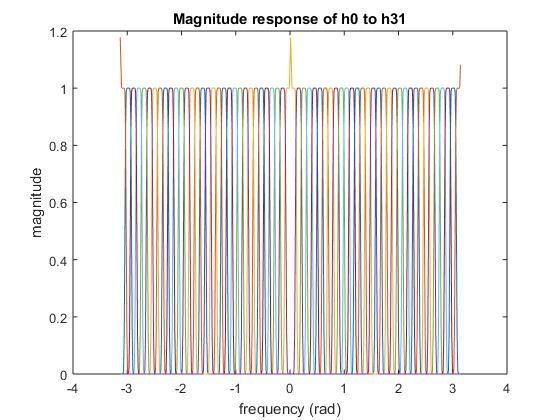 Magnitude response of h0 to h31
1.2
1
0.8
0.6
0.4
0.2
0
magnitude
-4 -3 -2 -1 0 1 2 3 4
frequency (rad)